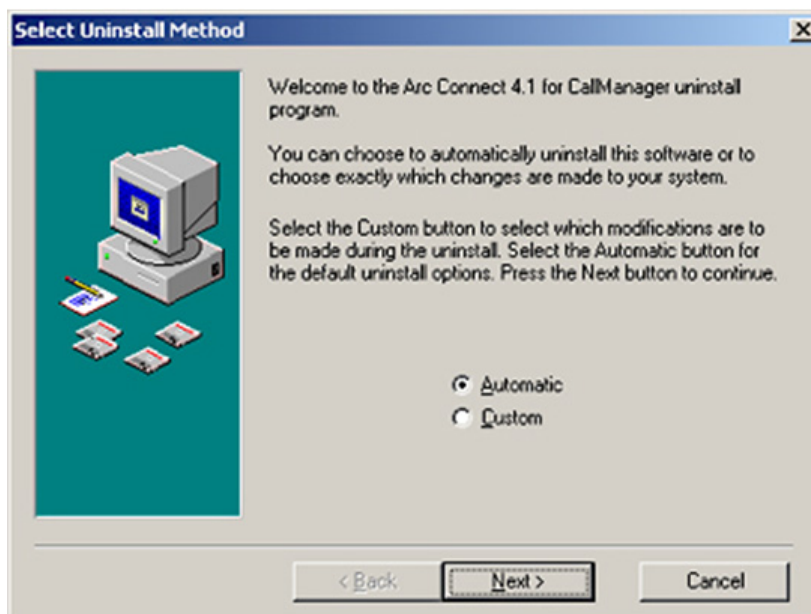 Select Uninstall Method
Welcome to the Arc Connect 4.1 for CallManager uninstall
program.
You can choose to automatically uninstall this software or to
choose exactly which changes are made to your system.
Select the Custom button to select which modifications are to
be made during the uninstall. Select the Automatic button for
the default uninstall options. Press the Next button to continue.
Automatic
Custom
< Back
Next >
Cancel